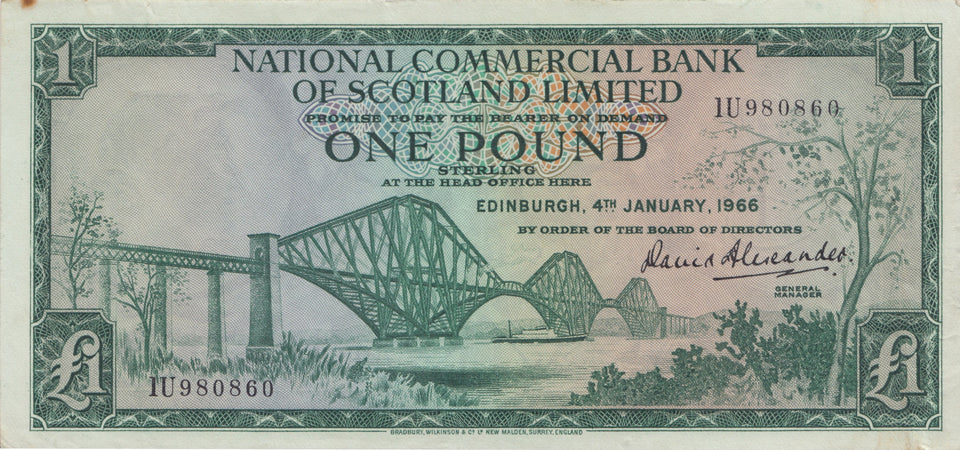 1
1
NATIONAL COMMERCIAL BANK
OF SCOTLAND LIMITED
1U980860
PROMISE TO PAY THE BEARER ON DEMAND
ONE POUND
STERLING
AT THE HEAD OFFICE HERE
EDINBURGH, 4TH JANUARY, 1966
BY ORDER OF THE BOARD OF DIRECTORS
David Alexander.
GENERAL
MANAGER
£1
£1
1U980860
BRADBURY, WILKINSON & Co. Ld. NEW MALDEN, SURREY, ENGLAND